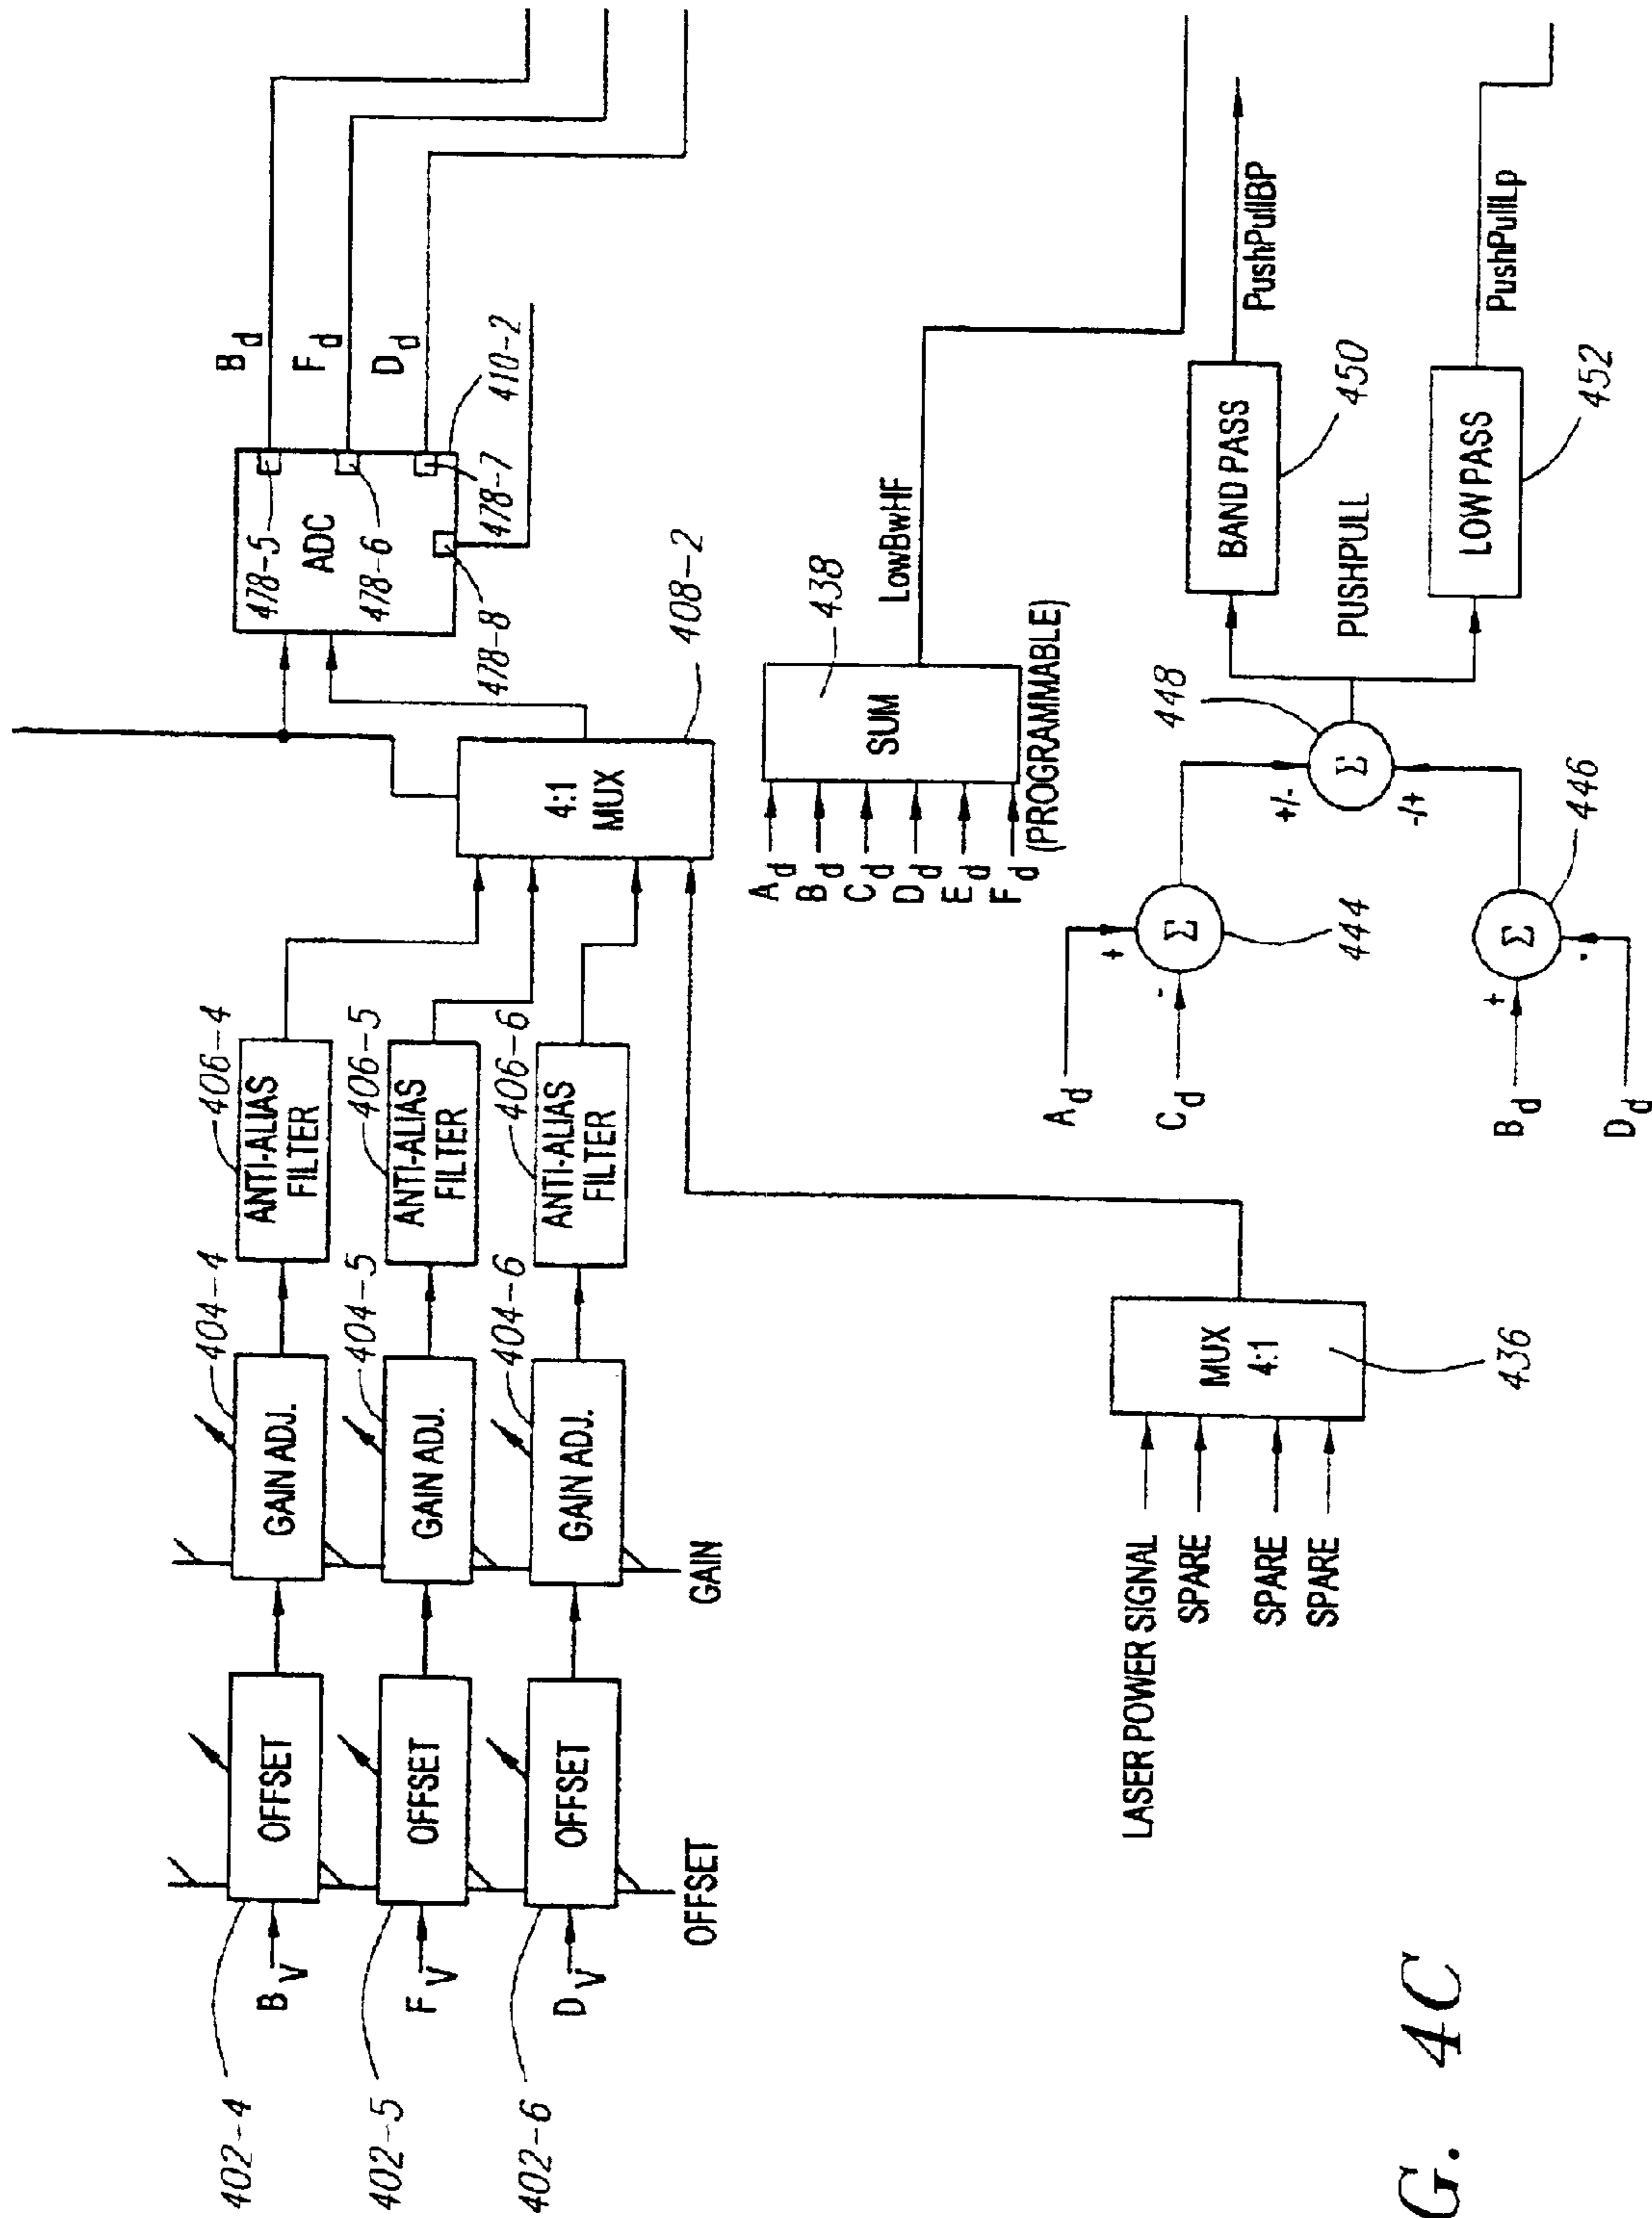 402-4
B_V
OFFSET
404-4
GAIN ADJ.
406-4
ANTI-ALIAS
FILTER
402-5
F_V
OFFSET
404-5
GAIN ADJ.
406-5
ANTI-ALIAS
FILTER
402-6
D_V
OFFSET
404-6
GAIN ADJ.
406-6
ANTI-ALIAS
FILTER
OFFSET
GAIN
4:1
MUX
408-2
478-5
ADC
478-6
478-8
478-7
410-2
B_d
F_d
D_d
A_d
B_d
C_d
D_d
E_d
F_d
(PROGRAMMABLE)
SUM
438
LowBwHF
LASER POWER SIGNAL
SPARE
SPARE
SPARE
MUX
4:1
436
A_d
+
C_d
-
Σ
444
B_d
+
D_d
-
Σ
446
+/-
-/+
Σ
448
PUSHPULL
BAND PASS
450
PushPullBP
LOW PASS
452
PushPullLp
G. 4C